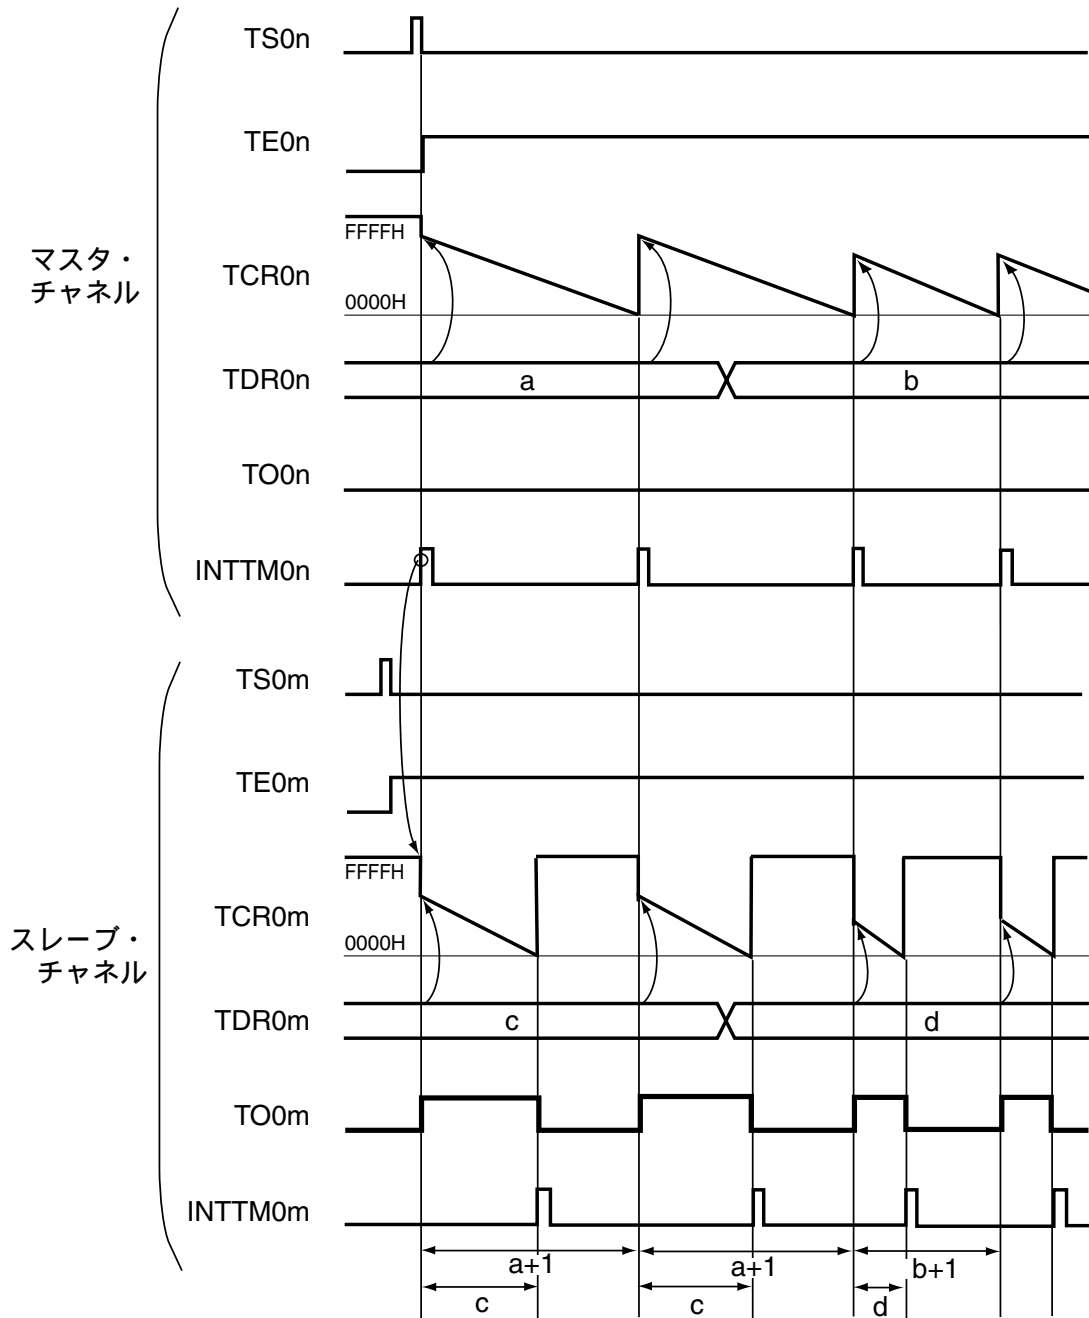 マスタ・
チャネル
TS0n
TE0n
TCR0n
FFFFH
0000H
TDR0n
a
b
TO0n
INTTM0n
スレーブ・
チャネル
TS0m
TE0m
TCR0m
FFFFH
0000H
TDR0m
c
d
TO0m
INTTM0m
a+1
a+1
b+1
c
c
d